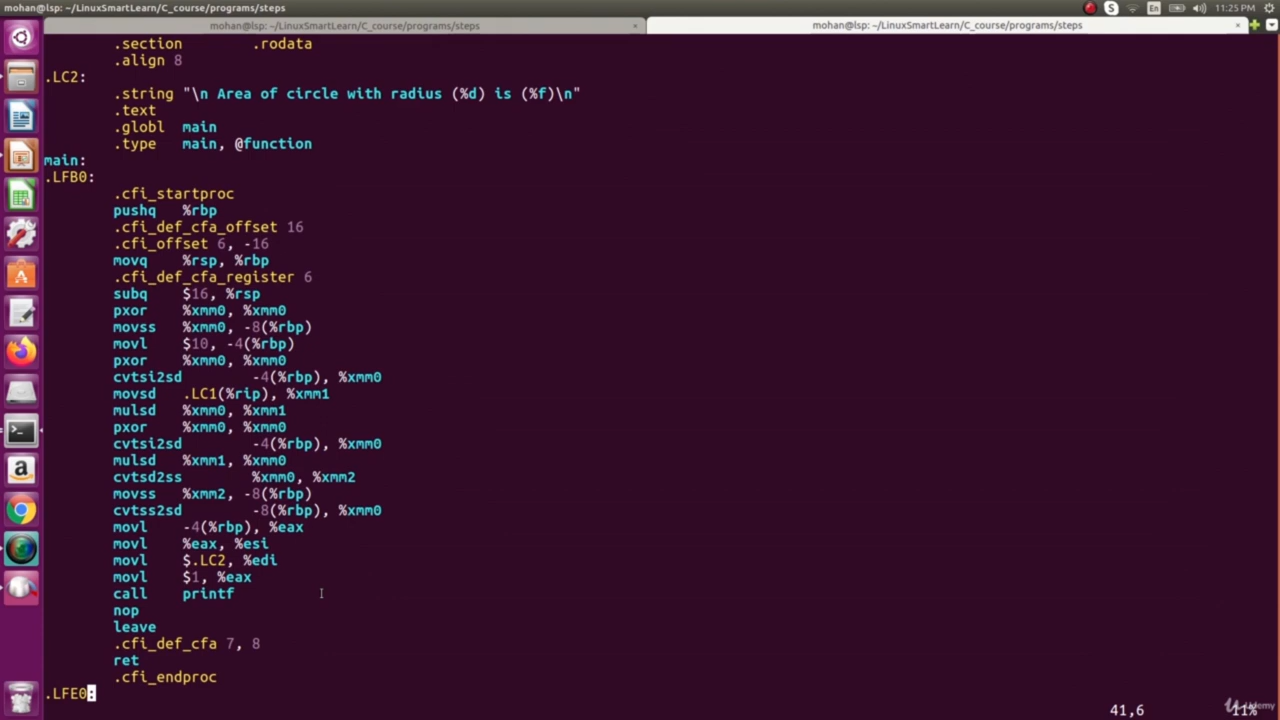 mohan@lsp: ~/LinuxSmartLearn/C_course/programs/steps
En
11:25 PM
mohan@lsp: ~/LinuxSmartLearn/C_course/programs/steps
mohan@lsp: ~/LinuxSmartLearn/C_course/programs/steps
.section .rodata
.align 8
.LC2:
.string "\n Area of circle with radius (%d) is (%f)\n"
.text
.globl main
.type main, @function
main:
.LFB0:
.cfi_startproc
pushq %rbp
.cfi_def_cfa_offset 16
.cfi_offset 6, -16
movq %rsp, %rbp
.cfi_def_cfa_register 6
subq $16, %rsp
pxor %xmm0, %xmm0
movss %xmm0, -8(%rbp)
movl $10, -4(%rbp)
pxor %xmm0, %xmm0
cvtsi2sd -4(%rbp), %xmm0
movsd .LC1(%rip), %xmm1
mulsd %xmm0, %xmm1
pxor %xmm0, %xmm0
cvtsi2sd -4(%rbp), %xmm0
mulsd %xmm1, %xmm0
cvtsd2ss %xmm0, %xmm2
movss %xmm2, -8(%rbp)
cvtss2sd -8(%rbp), %xmm0
movl -4(%rbp), %eax
movl %eax, %esi
movl $.LC2, %edi
movl $1, %eax
call printf
nop
leave
.cfi_def_cfa 7, 8
ret
.cfi_endproc
.LFE0:
41,6 11%
Udemy